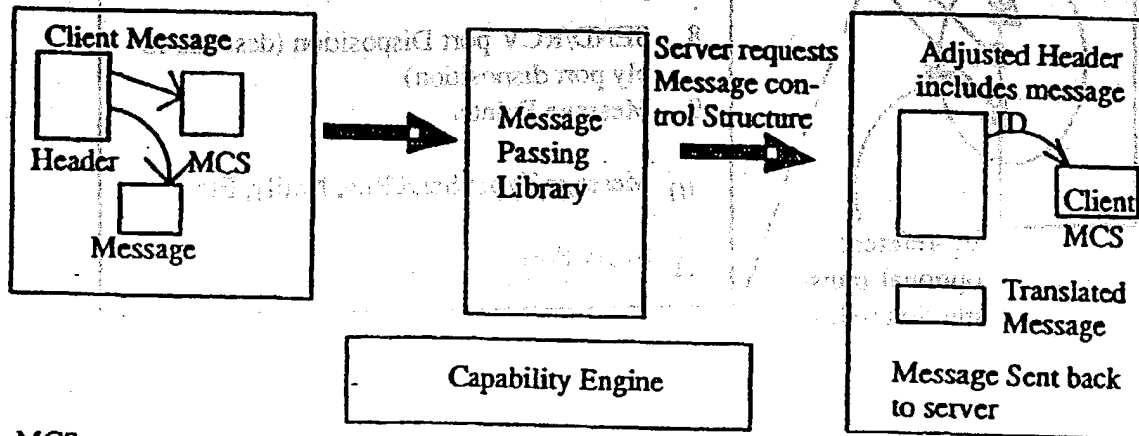 Client Message
Header
MCS
Message
Message
Passing
Library
Server requests
Message con-
trol Structure
Adjusted Header
includes message
ID
Client
MCS
Translated
Message
Message Sent back
to server
Capability Engine